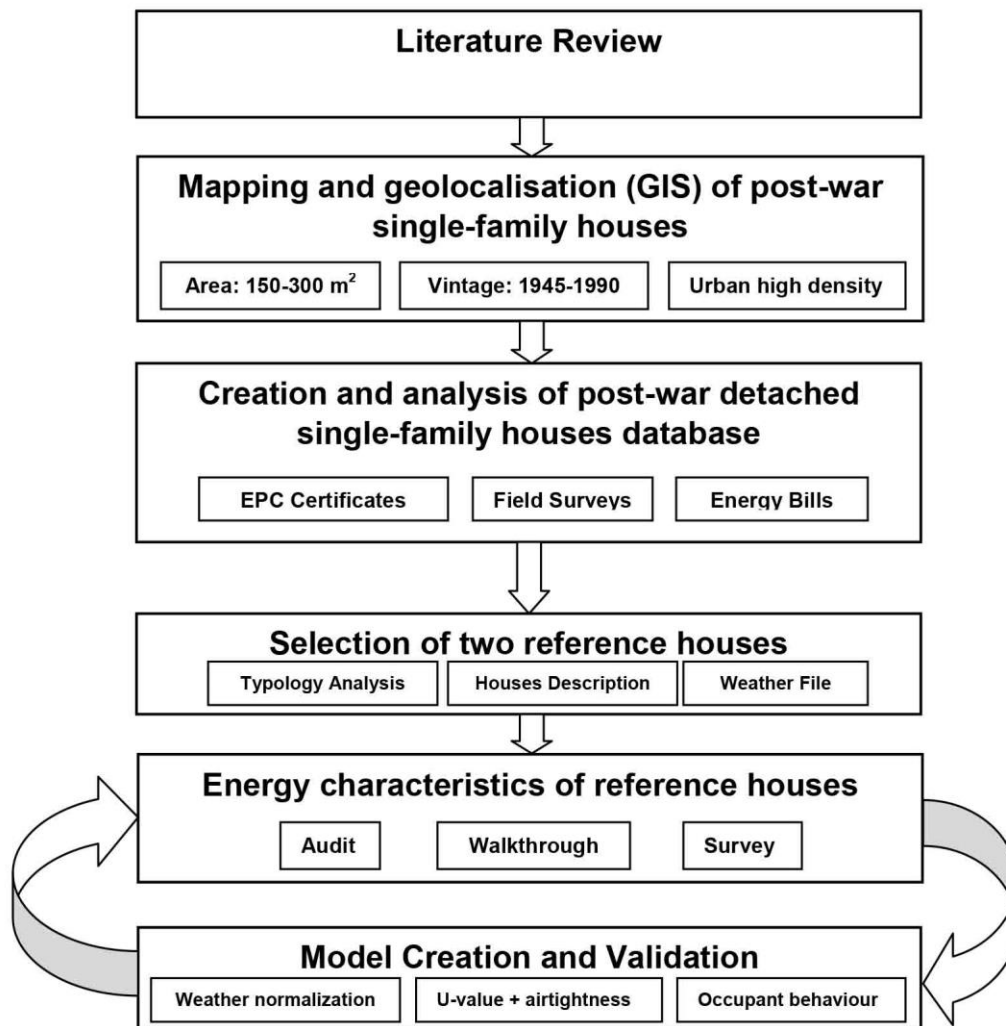 Literature Review
Mapping and geolocalisation (GIS) of post-war
single-family houses
Area: 150-300 m²
Vintage: 1945-1990
Urban high density
Creation and analysis of post-war detached
single-family houses database
EPC Certificates
Field Surveys
Energy Bills
Selection of two reference houses
Typology Analysis
Houses Description
Weather File
Energy characteristics of reference houses
Audit
Walkthrough
Survey
Model Creation and Validation
Weather normalization
U-value + airtightness
Occupant behaviour